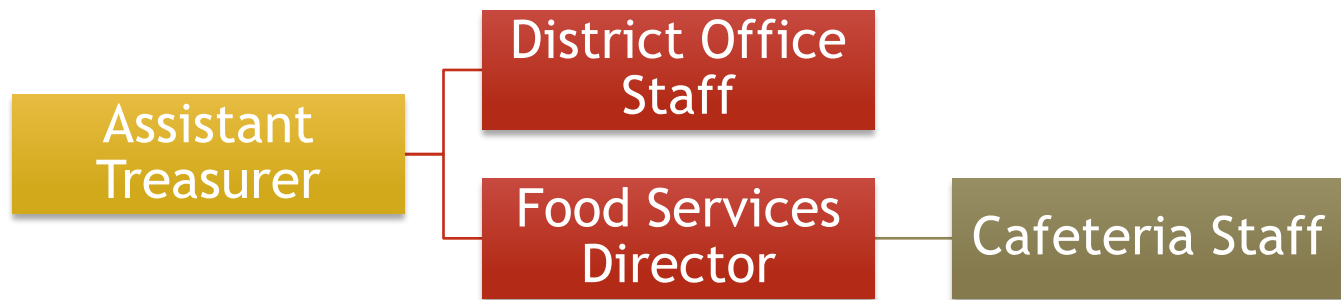 Assistant
Treasurer
District Office
Staff
Food Services
Director
Cafeteria Staff